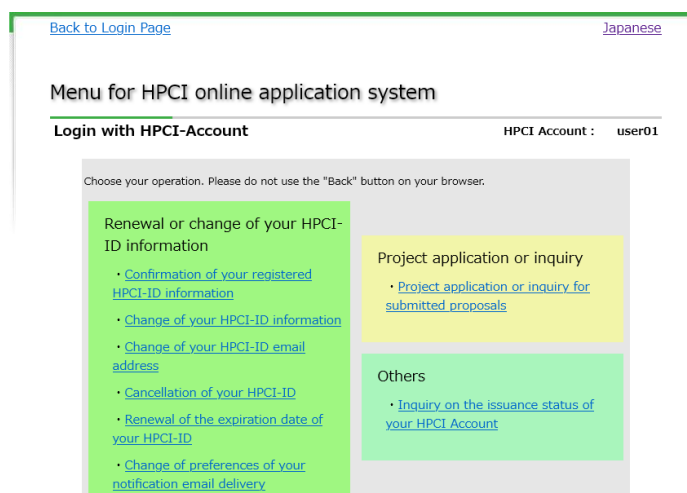 Back to Login Page
Japanese
Menu for HPCI online application system
Login with HPCI-Account
HPCI Account :    user01
Choose your operation. Please do not use the "Back" button on your browser.
Renewal or change of your HPCI-
ID information
・Confirmation of your registered
HPCI-ID information
・Change of your HPCI-ID information
・Change of your HPCI-ID email
address
・Cancellation of your HPCI-ID
・Renewal of the expiration date of
your HPCI-ID
・Change of preferences of your
notification email delivery
Project application or inquiry
・Project application or inquiry for
submitted proposals
Others
・Inquiry on the issuance status of
your HPCI Account